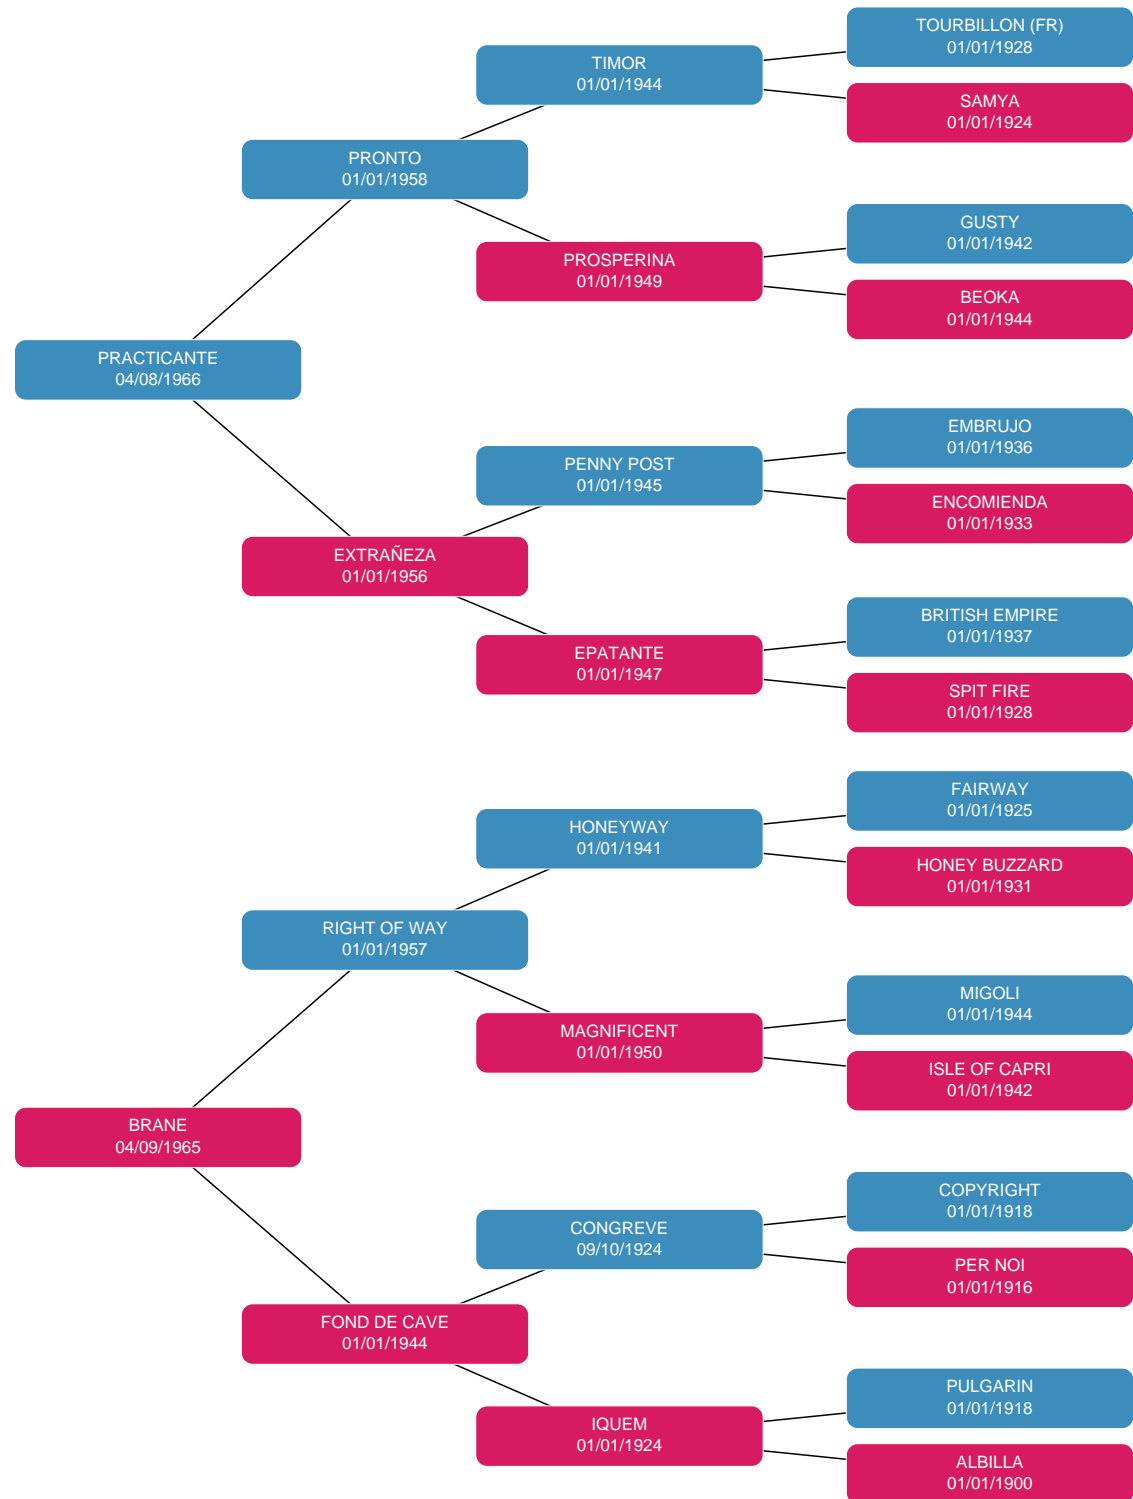 TOURBILLON (FR)
01/01/1928
TIMOR
01/01/1944
SAMYA
01/01/1924
PRONTO
01/01/1958
GUSTY
01/01/1942
PROSPERINA
01/01/1949
BEOKA
01/01/1944
PRACTICANTE
04/08/1966
EMBRUJO
01/01/1936
PENNY POST
01/01/1945
ENCOMIENDA
01/01/1933
EXTRAÑEZA
01/01/1956
BRITISH EMPIRE
01/01/1937
EPATANTE
01/01/1947
SPIT FIRE
01/01/1928
FAIRWAY
01/01/1925
HONEYWAY
01/01/1941
HONEY BUZZARD
01/01/1931
RIGHT OF WAY
01/01/1957
MIGOLI
01/01/1944
MAGNIFICENT
01/01/1950
ISLE OF CAPRI
01/01/1942
BRANE
04/09/1965
COPYRIGHT
01/01/1918
CONGREVE
09/10/1924
PER NOI
01/01/1916
FOND DE CAVE
01/01/1944
PULGARIN
01/01/1918
IQUEM
01/01/1924
ALBILLA
01/01/1900